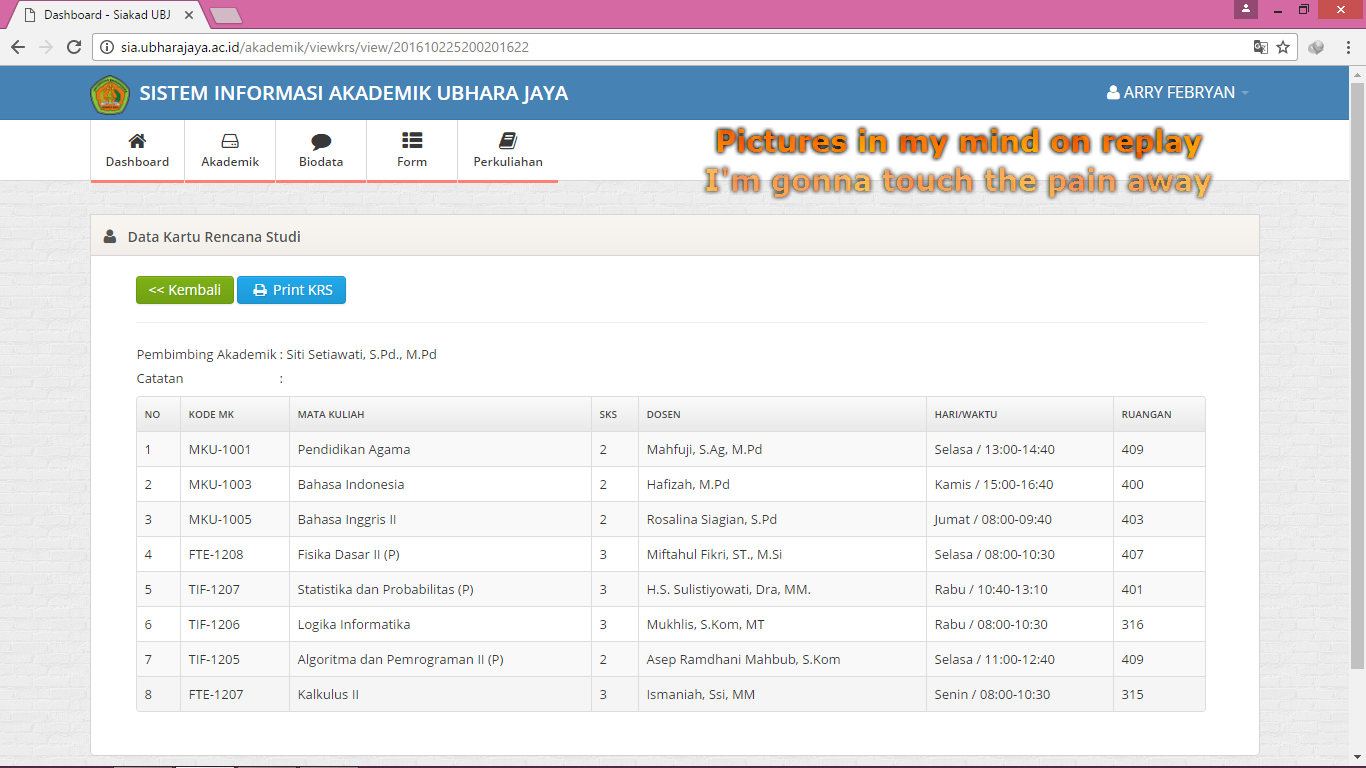 Dashboard - Siakad UBJ
sia.ubharajaya.ac.id/akademik/viewkrs/view/201610225200201622
SISTEM INFORMASI AKADEMIK UBHARA JAYA
ARRY FEBRYAN
Dashboard Akademik Biodata Form Perkuliahan
Pictures in my mind on replay
I'm gonna touch the pain away
Data Kartu Rencana Studi
<< Kembali Print KRS
Pembimbing Akademik : Siti Setiawati, S.Pd., M.Pd
Catatan :
NO KODE MK MATA KULIAH SKS DOSEN HARI/WAKTU RUANGAN
1 MKU-1001 Pendidikan Agama 2 Mahfuji, S.Ag, M.Pd Selasa / 13:00-14:40 409
2 MKU-1003 Bahasa Indonesia 2 Hafizah, M.Pd Kamis / 15:00-16:40 400
3 MKU-1005 Bahasa Inggris II 2 Rosalina Siagian, S.Pd Jumat / 08:00-09:40 403
4 FTE-1208 Fisika Dasar II (P) 3 Miftahul Fikri, ST., M.Si Selasa / 08:00-10:30 407
5 TIF-1207 Statistika dan Probabilitas (P) 3 H.S. Sulistiyowati, Dra, MM. Rabu / 10:40-13:10 401
6 TIF-1206 Logika Informatika 3 Mukhlis, S.Kom, MT Rabu / 08:00-10:30 316
7 TIF-1205 Algoritma dan Pemrograman II (P) 2 Asep Ramdhani Mahbub, S.Kom Selasa / 11:00-12:40 409
8 FTE-1207 Kalkulus II 3 Ismaniah, Ssi, MM Senin / 08:00-10:30 315